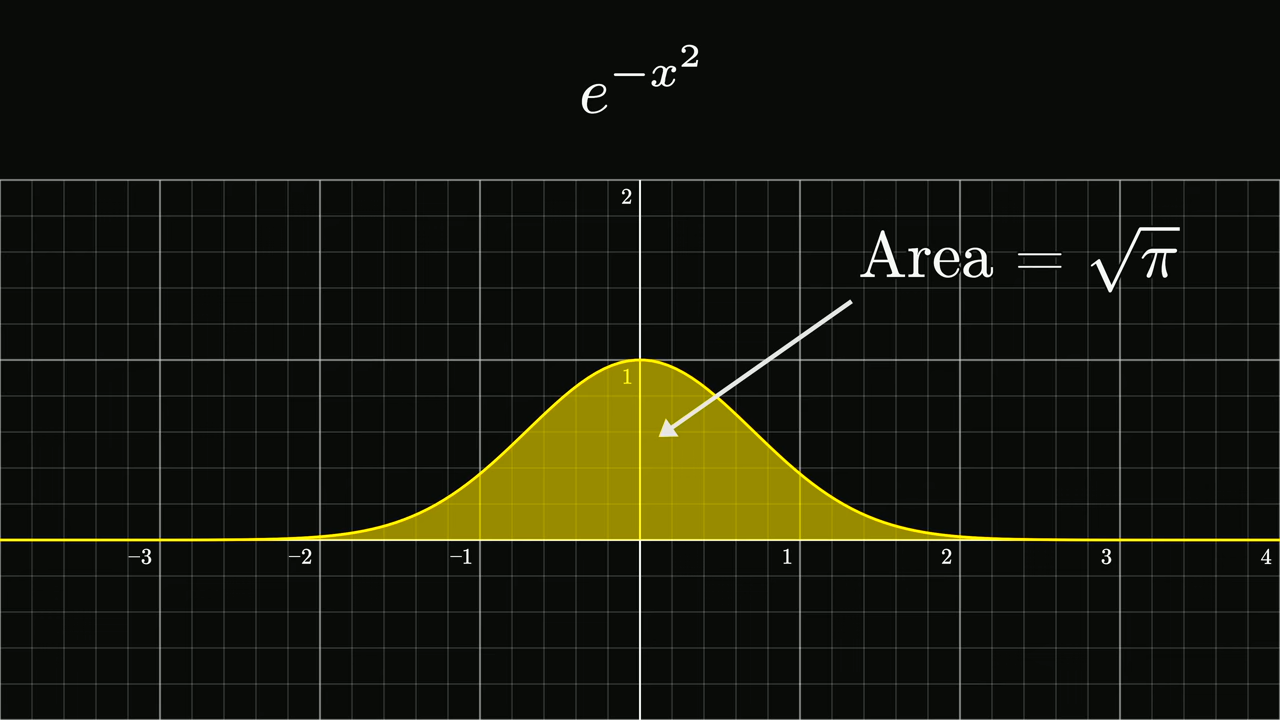 e^{-x^2}
2
Area = √π
1
−3 −2 −1 1 2 3 4